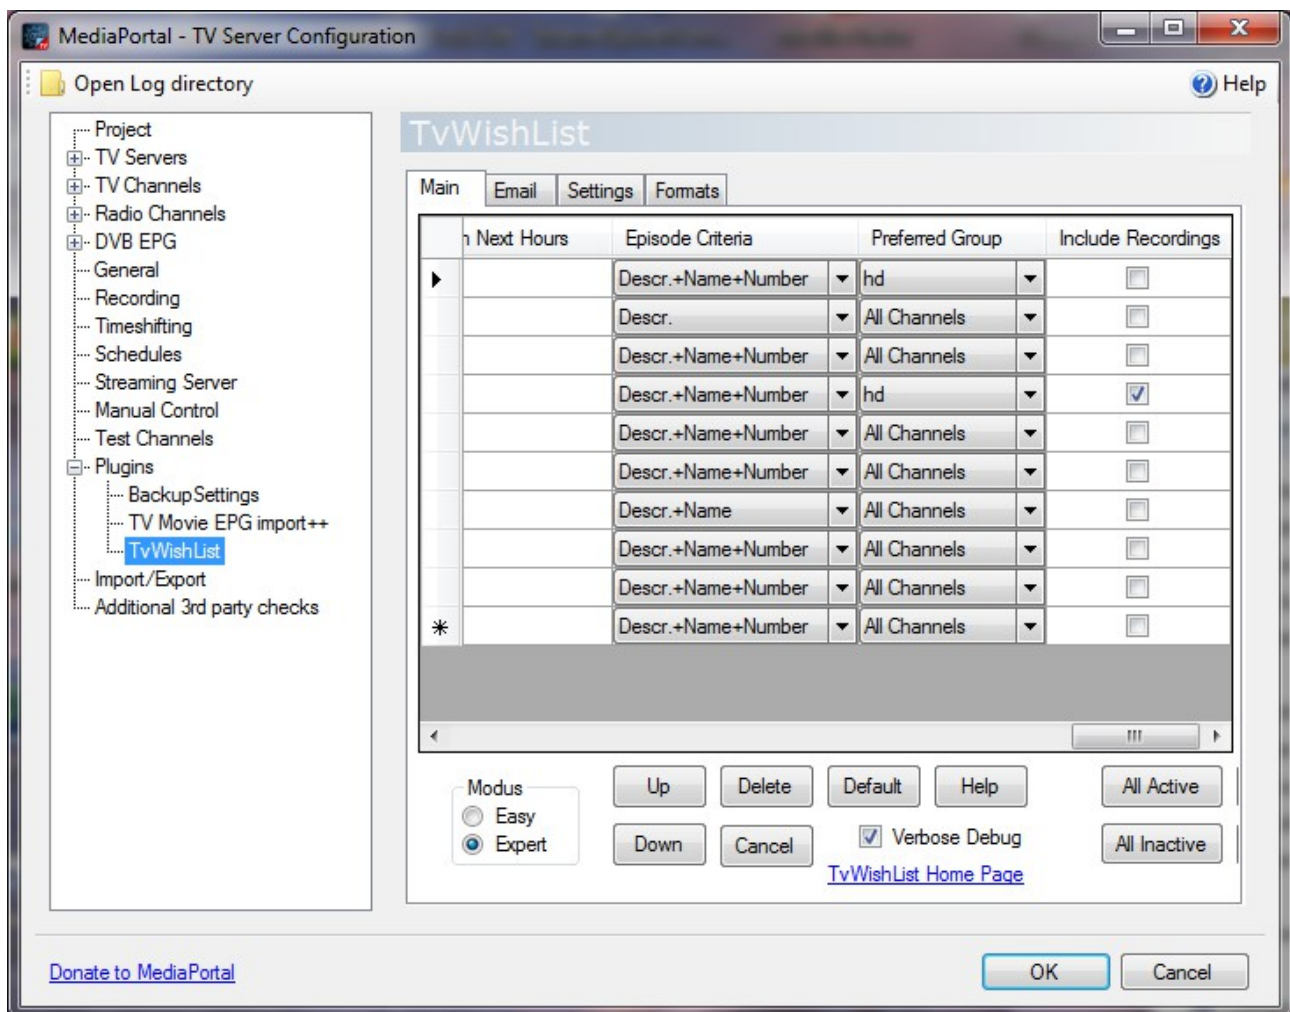 MediaPortal - TV Server Configuration
Open Log directory
Help
Project
TV Servers
TV Channels
Radio Channels
DVB EPG
General
Recording
Timeshifting
Schedules
Streaming Server
Manual Control
Test Channels
Plugins
BackupSettings
TV Movie EPG import++
TvWishList
Import/Export
Additional 3rd party checks
TvWishList
Main Email Settings Formats
n Next Hours Episode Criteria Preferred Group Include Recordings
Descr.+Name+Number hd
Descr. All Channels
Descr.+Name+Number All Channels
Descr.+Name+Number hd
Descr.+Name+Number All Channels
Descr.+Name+Number All Channels
Descr.+Name All Channels
Descr.+Name+Number All Channels
Descr.+Name+Number All Channels
Descr.+Name+Number All Channels
Modus
Easy
Expert
Up Delete Default Help All Active
Down Cancel Verbose Debug All Inactive
TvWishList Home Page
Donate to MediaPortal
OK Cancel